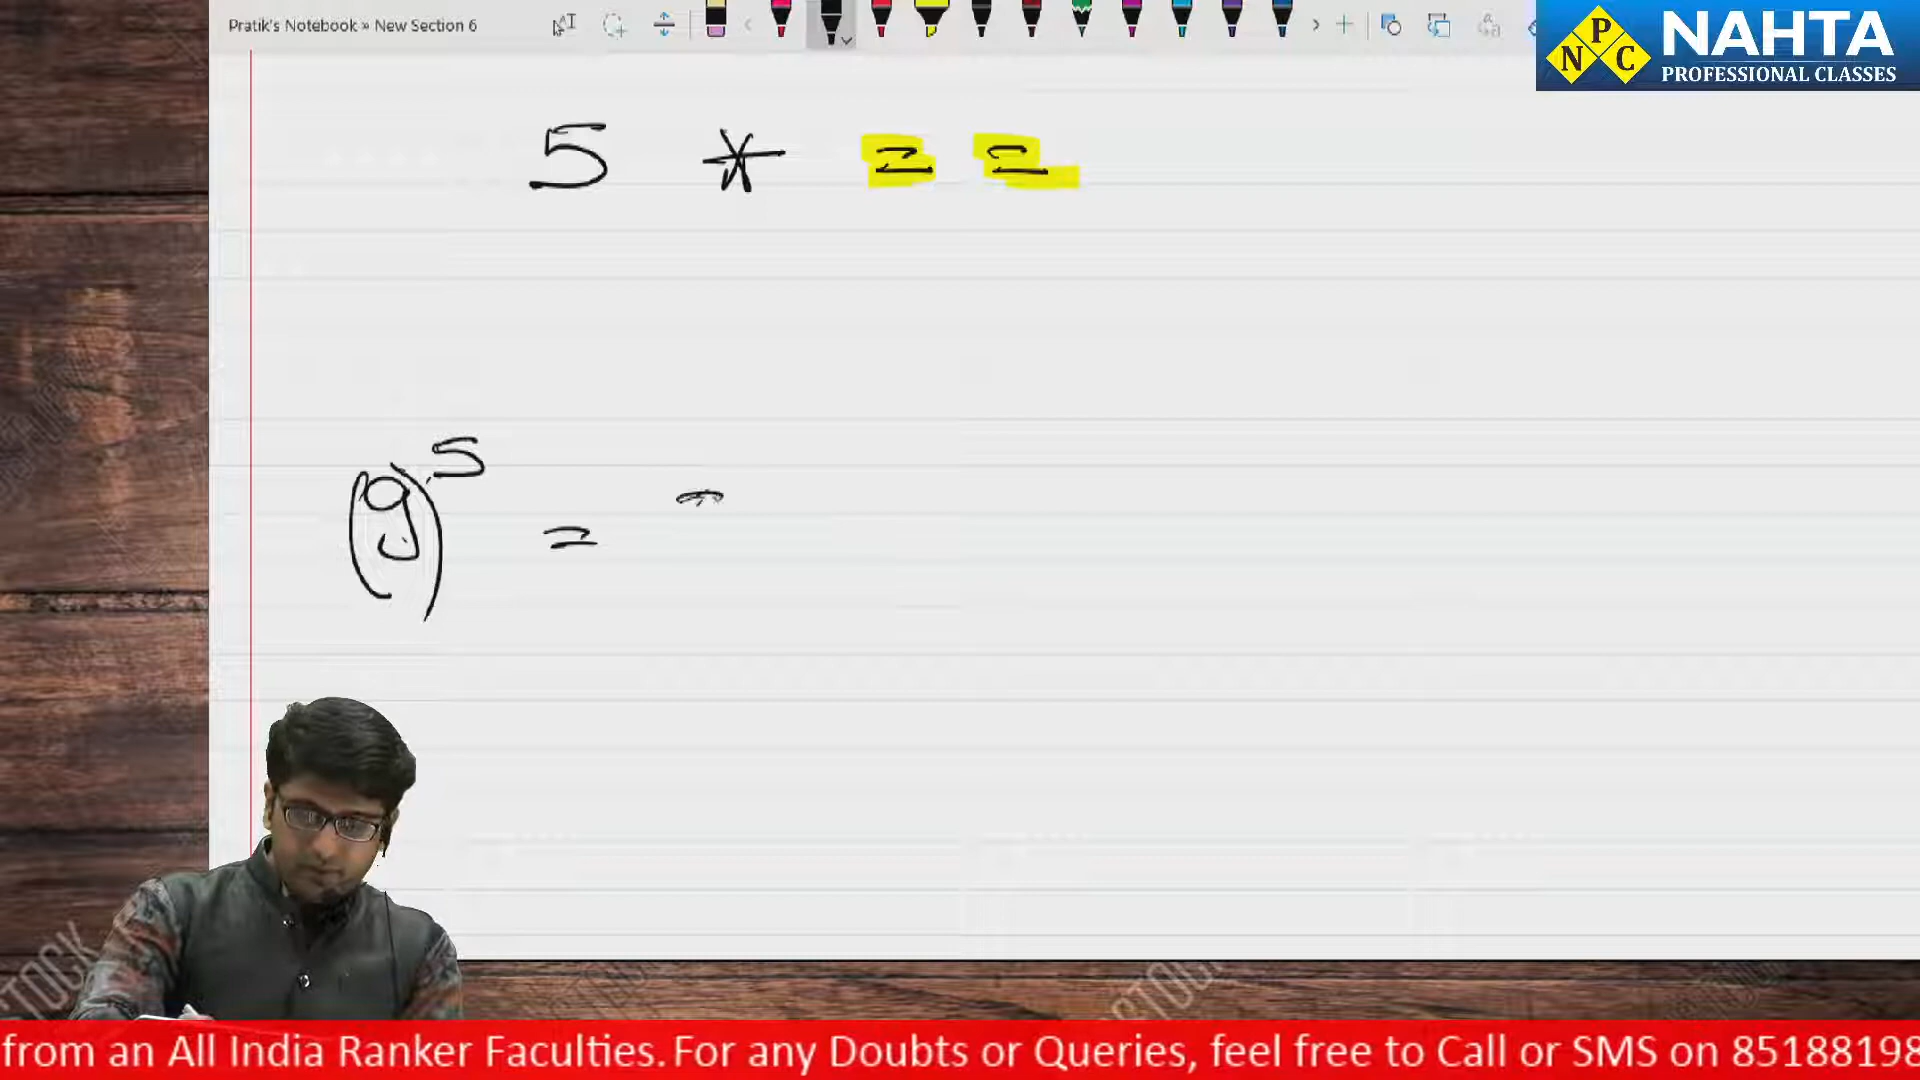 Pratik's Notebook » New Section 6
NPC NAHTA
PROFESSIONAL CLASSES
5 * = =
(9)^5 =
from an All India Ranker Faculties. For any Doubts or Queries, feel free to Call or SMS on 85188198